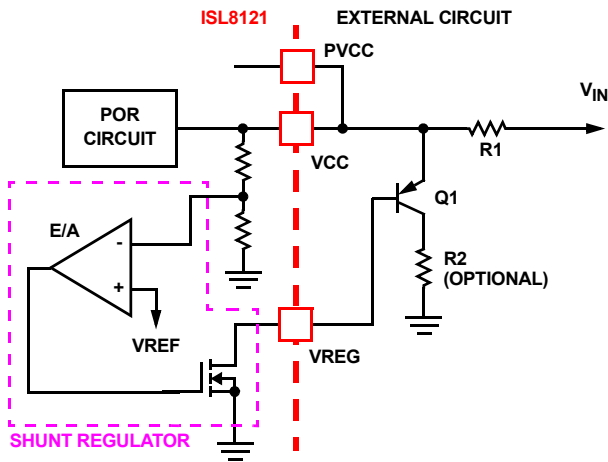 ISL8121
EXTERNAL CIRCUIT
PVCC
VIN
POR
CIRCUIT
VCC
R1
Q1
E/A
-
+
R2
(OPTIONAL)
VREF
VREG
SHUNT REGULATOR